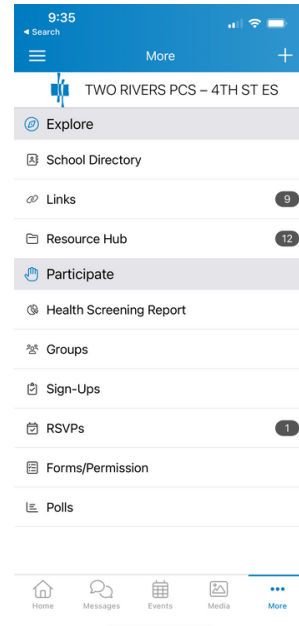 9:35
◄ Search
More
TWO RIVERS PCS – 4TH ST ES
Explore
School Directory
Links 9
Resource Hub 12
Participate
Health Screening Report
Groups
Sign-Ups
RSVPs 1
Forms/Permission
Polls
Home Messages Events Media More